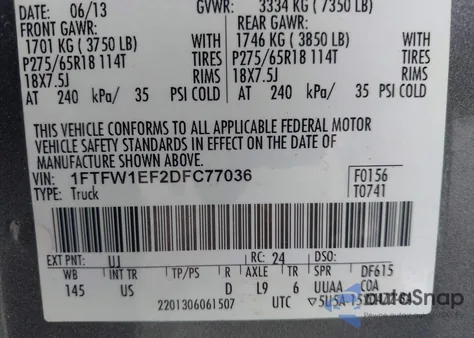 DATE: 06/13 GVWR: 3334 KG ( 7350 LB)
FRONT GAWR: REAR GAWR:
1701 KG ( 3750 LB) WITH 1746 KG ( 3850 LB) WITH
P275/65R18 114T TIRES P275/65R18 114T TIRES
18X7.5J RIMS 18X7.5J RIMS
AT 240 kPa/ 35 PSI COLD AT 240 kPa/ 35 PSI COLD
THIS VEHICLE CONFORMS TO ALL APPLICABLE FEDERAL MOTOR
VEHICLE SAFETY STANDARDS IN EFFECT ON THE DATE OF
MANUFACTURE SHOWN ABOVE.
VIN: 1FTFW1EF2DFC77036 F0156
TYPE: Truck T0741
EXT PNT: UJ RC: 24 DSO:
WB INT TR TP/PS R AXLE TR SPR DF615
145 US D L9 6 UUAA COA
2201306061507 UTC
autoSnap